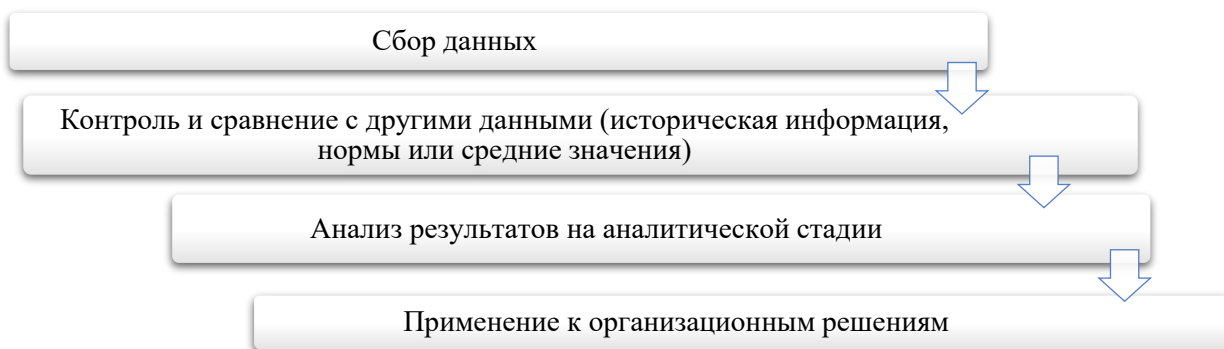 Сбор данных
Контроль и сравнение с другими данными (историческая информация,
нормы или средние значения)
Анализ результатов на аналитической стадии
Применение к организационным решениям